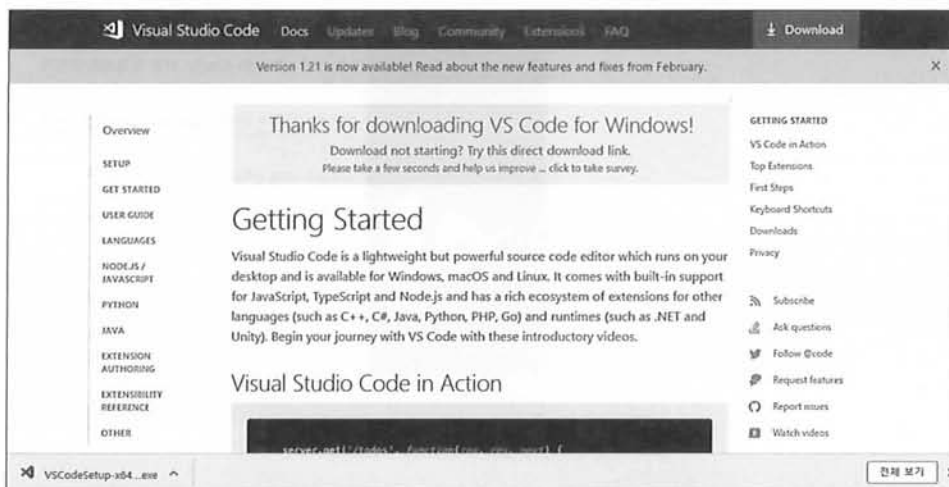 Visual Studio Code Docs Updates Blog Community Extensions FAQ Download
Version 1.21 is now available! Read about the new features and fixes from February.
Overview
SETUP
GET STARTED
USER GUIDE
LANGUAGES
NODE.JS /
JAVASCRIPT
PYTHON
JAVA
EXTENSION
AUTHORING
EXTENSIBILITY
REFERENCE
OTHER
Thanks for downloading VS Code for Windows!
Download not starting? Try this direct download link.
Please take a few seconds and help us improve ... click to take survey.
Getting Started
Visual Studio Code is a lightweight but powerful source code editor which runs on your
desktop and is available for Windows, macOS and Linux. It comes with built-in support
for JavaScript, TypeScript and Node.js and has a rich ecosystem of extensions for other
languages (such as C++, C#, Java, Python, PHP, Go) and runtimes (such as .NET and
Unity). Begin your journey with VS Code with these introductory videos.
Visual Studio Code in Action
server.get('/todos', function(req, res, next) {
GETTING STARTED
VS Code in Action
Top Extensions
First Steps
Keyboard Shortcuts
Downloads
Privacy
Subscribe
Ask questions
Follow @code
Request features
Report issues
Watch videos
VSCodeSetup-x64....exe
전체 보기